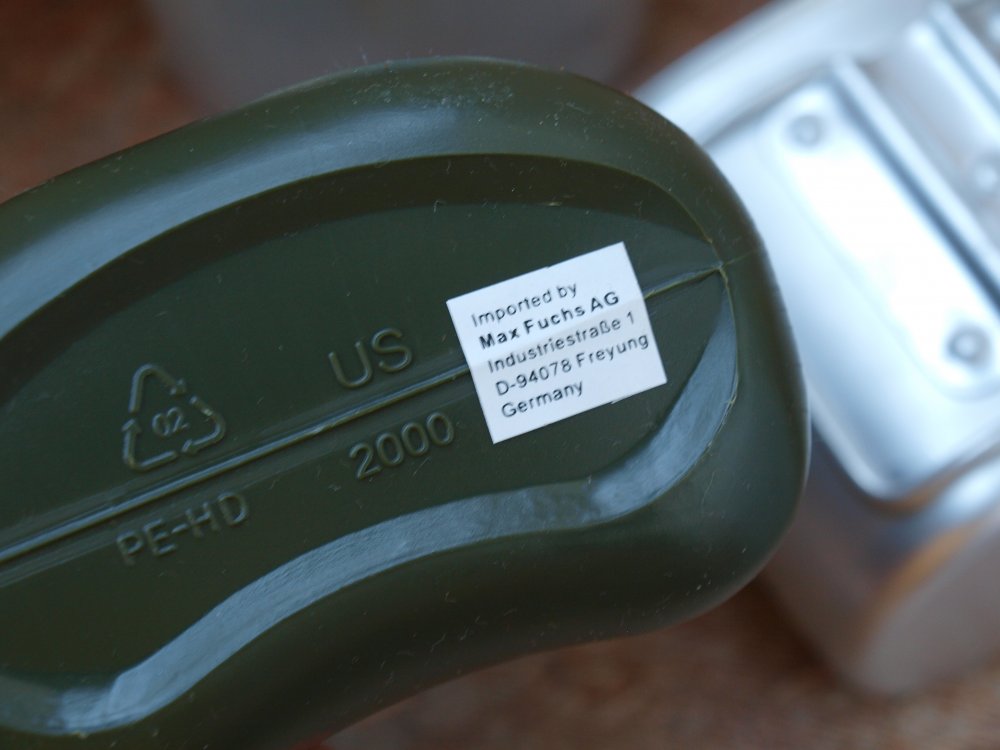 Imported by
Max Fuchs AG
Industriestraße 1
D-94078 Freyung
Germany
US
2000
02
PE-HD